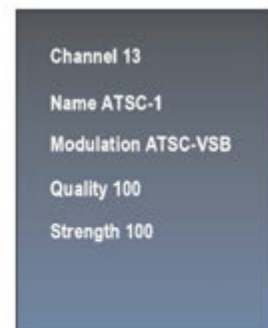 Channel 13
Name ATSC-1
Modulation ATSC-VSB
Quality 100
Strength 100